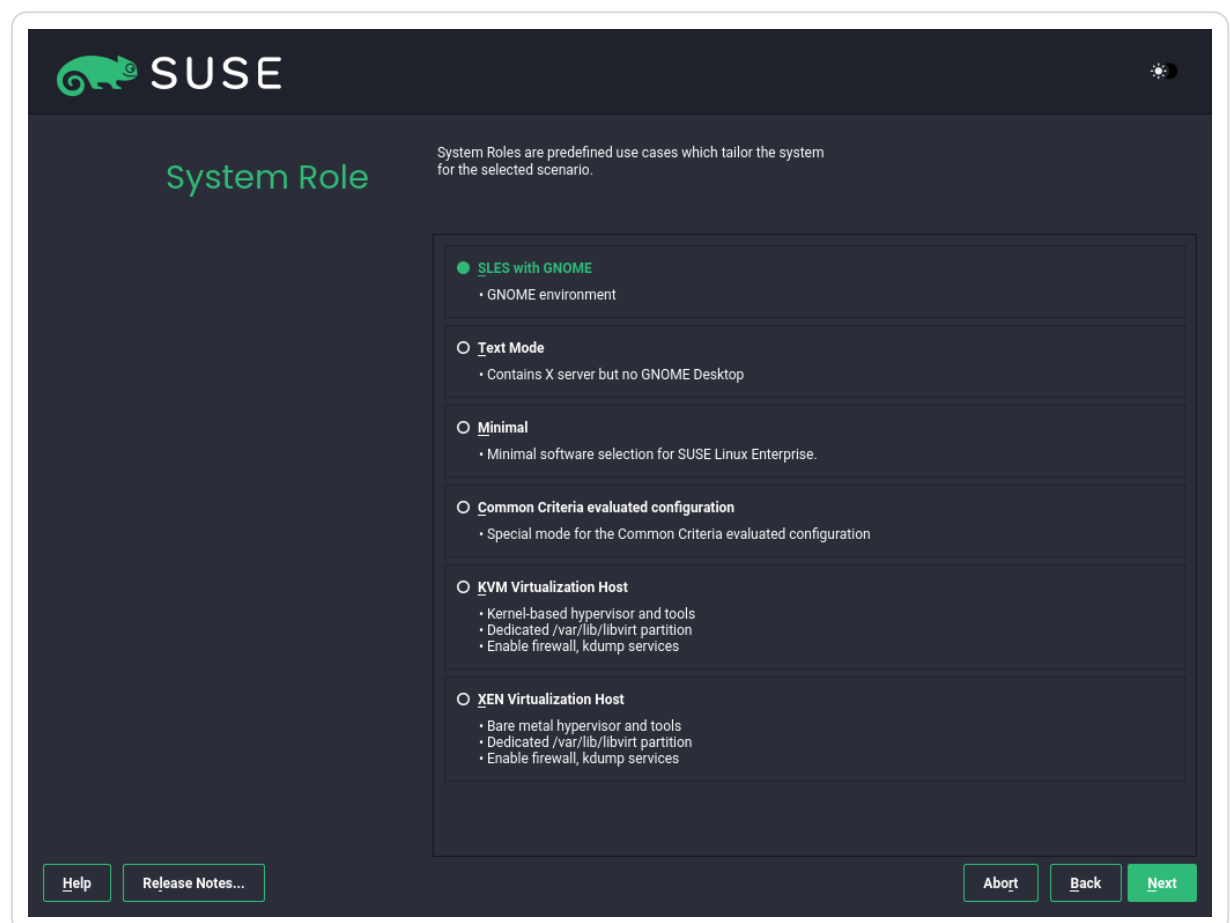 SUSE
System Role
System Roles are predefined use cases which tailor the system
for the selected scenario.
SLES with GNOME
• GNOME environment
Text Mode
• Contains X server but no GNOME Desktop
Minimal
• Minimal software selection for SUSE Linux Enterprise.
Common Criteria evaluated configuration
• Special mode for the Common Criteria evaluated configuration
KVM Virtualization Host
• Kernel-based hypervisor and tools
• Dedicated /var/lib/libvirt partition
• Enable firewall, kdump services
XEN Virtualization Host
• Bare metal hypervisor and tools
• Dedicated /var/lib/libvirt partition
• Enable firewall, kdump services
Help Release Notes... Abort Back Next